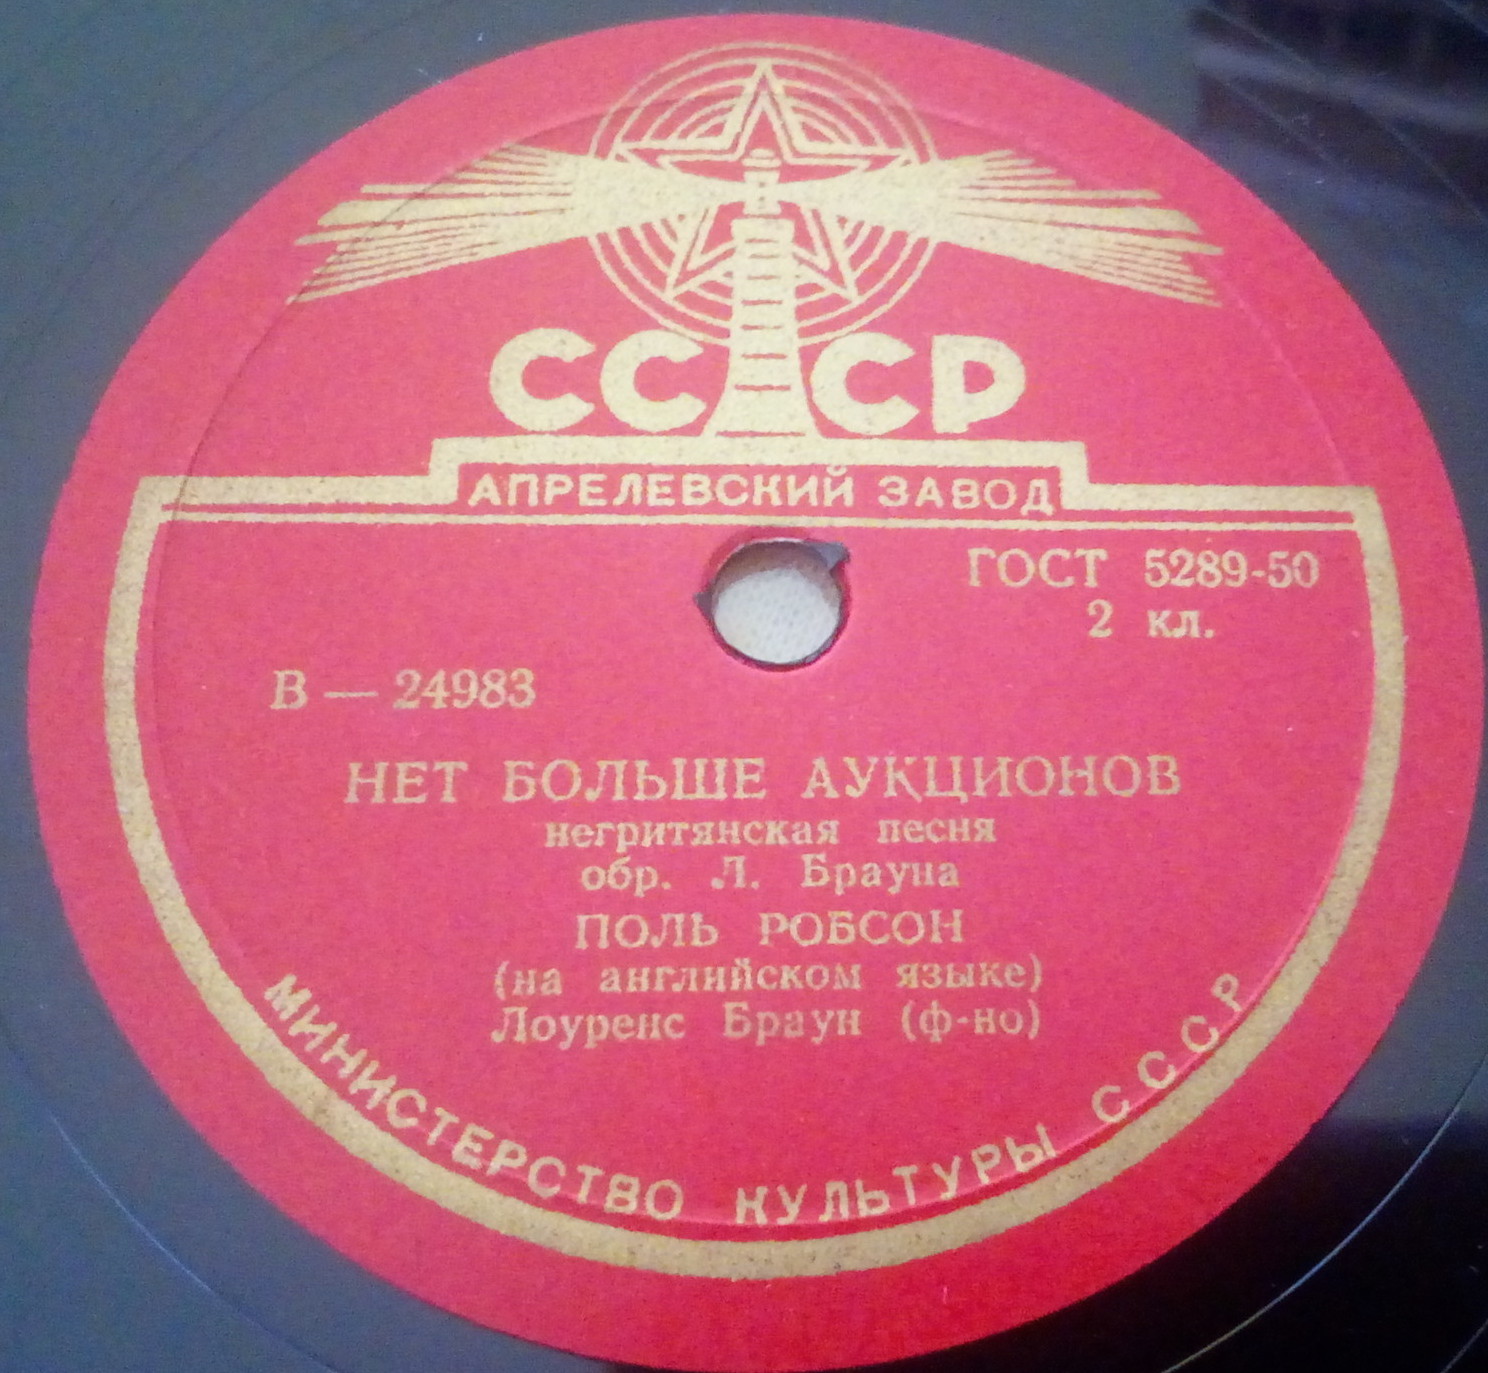 СССР
АПРЕЛЕВСКИЙ ЗАВОД
ГОСТ 5289-50
2 кл.
В — 24983
НЕТ БОЛЬШЕ АУКЦИОНОВ
негритянская песня
обр. Л. Брауна
ПОЛЬ РОБСОН
(на английском языке)
Лоуренс Браун (ф-но)
МИНИСТЕРСТВО КУЛЬТУРЫ СССР